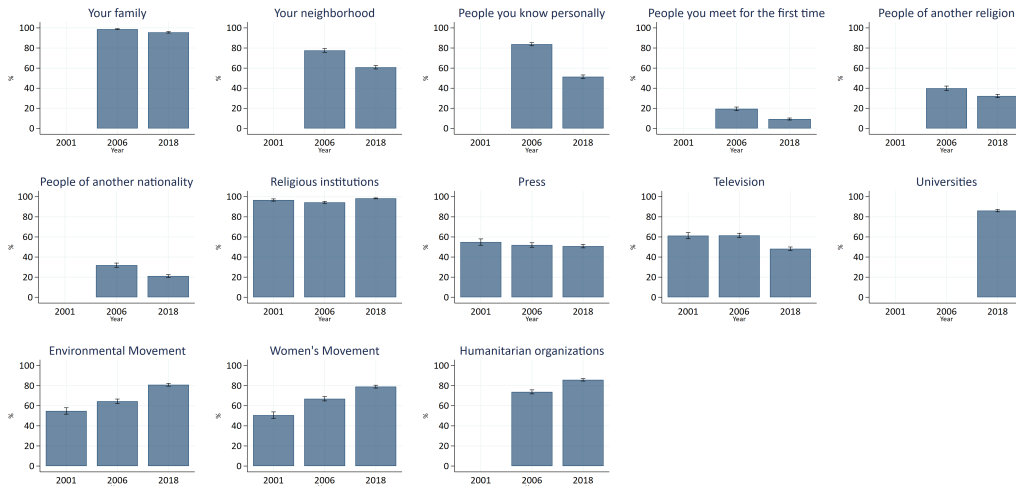 Your family
Your neighborhood
People you know personally
People you meet for the first time
People of another religion
100
80
60
40
20
0
%
2001 2006 2018
Year
100
80
60
40
20
0
%
2001 2006 2018
Year
100
80
60
40
20
0
%
2001 2006 2018
Year
100
80
60
40
20
0
%
2001 2006 2018
Year
100
80
60
40
20
0
%
2001 2006 2018
Year
People of another nationality
Religious institutions
Press
Television
Universities
100
80
60
40
20
0
%
2001 2006 2018
Year
100
80
60
40
20
0
%
2001 2006 2018
100
80
60
40
20
0
%
2001 2006 2018
100
80
60
40
20
0
%
2001 2006 2018
100
80
60
40
20
0
%
2001 2006 2018
Environmental Movement
Women's Movement
Humanitarian organizations
100
80
60
40
20
0
%
2001 2006 2018
100
80
60
40
20
0
%
2001 2006 2018
100
80
60
40
20
0
%
2001 2006 2018